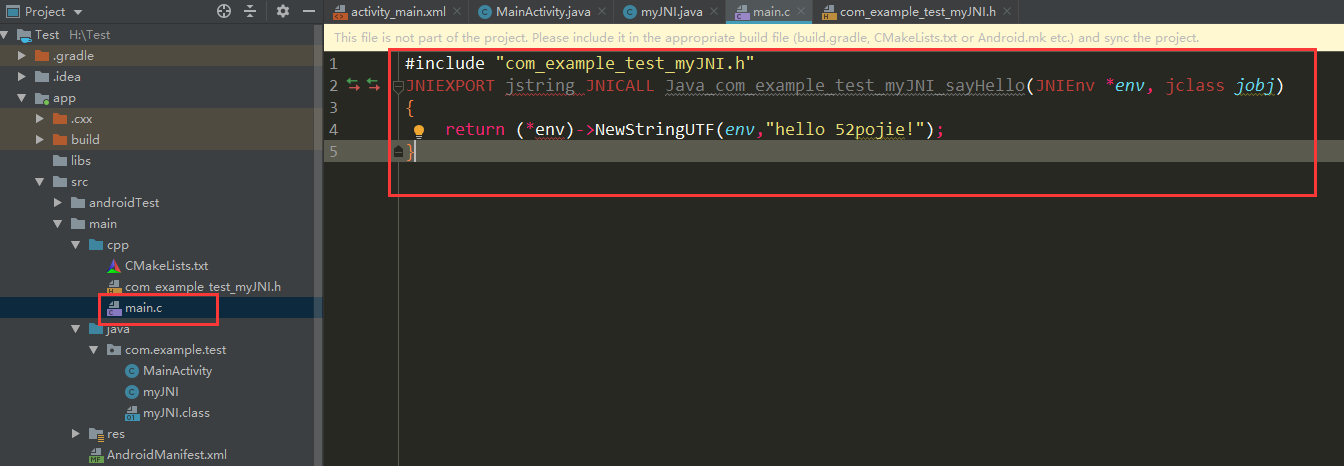 Project
Test H:\Test
.gradle
.idea
app
.cxx
build
libs
src
androidTest
main
cpp
CMakeLists.txt
com_example_test_myJNI.h
main.c
java
com.example.test
MainActivity
myJNI
myJNI.class
res
AndroidManifest.xml
activity_main.xml MainActivity.java myJNI.java main.c com_example_test_myJNI.h
This file is not part of the project. Please include it in the appropriate build file (build.gradle, CMakeLists.txt or Android.mk etc.) and sync the project.
1 #include "com_example_test_myJNI.h"
2 JNIEXPORT jstring JNICALL Java_com_example_test_myJNI_sayHello(JNIEnv *env, jclass jobj)
3 {
4 return (*env)->NewStringUTF(env,"hello 52pojie!");
5 }